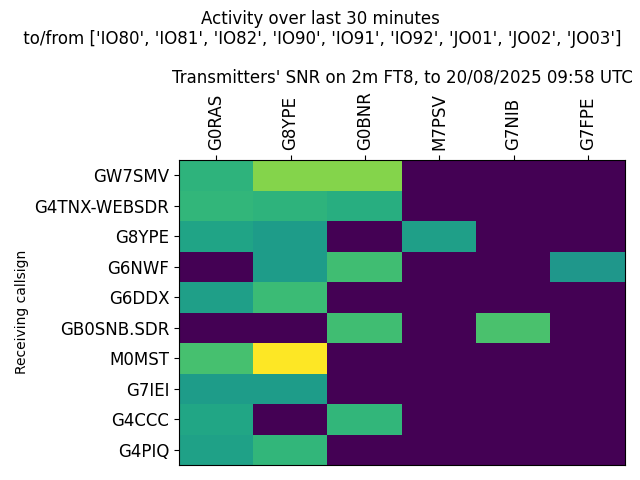 Activity over last 30 minutes
to/from ['IO80', 'IO81', 'IO82', 'IO90', 'IO91', 'IO92', 'JO01', 'JO02', 'JO03']
Transmitters' SNR on 2m FT8, to 20/08/2025 09:58 UTC
G0RAS
G8YPE
G0BNR
M7PSV
G7NIB
G7FPE
Receiving callsign
GW7SMV
G4TNX-WEBSDR
G8YPE
G6NWF
G6DDX
GB0SNB.SDR
M0MST
G7IEI
G4CCC
G4PIQ